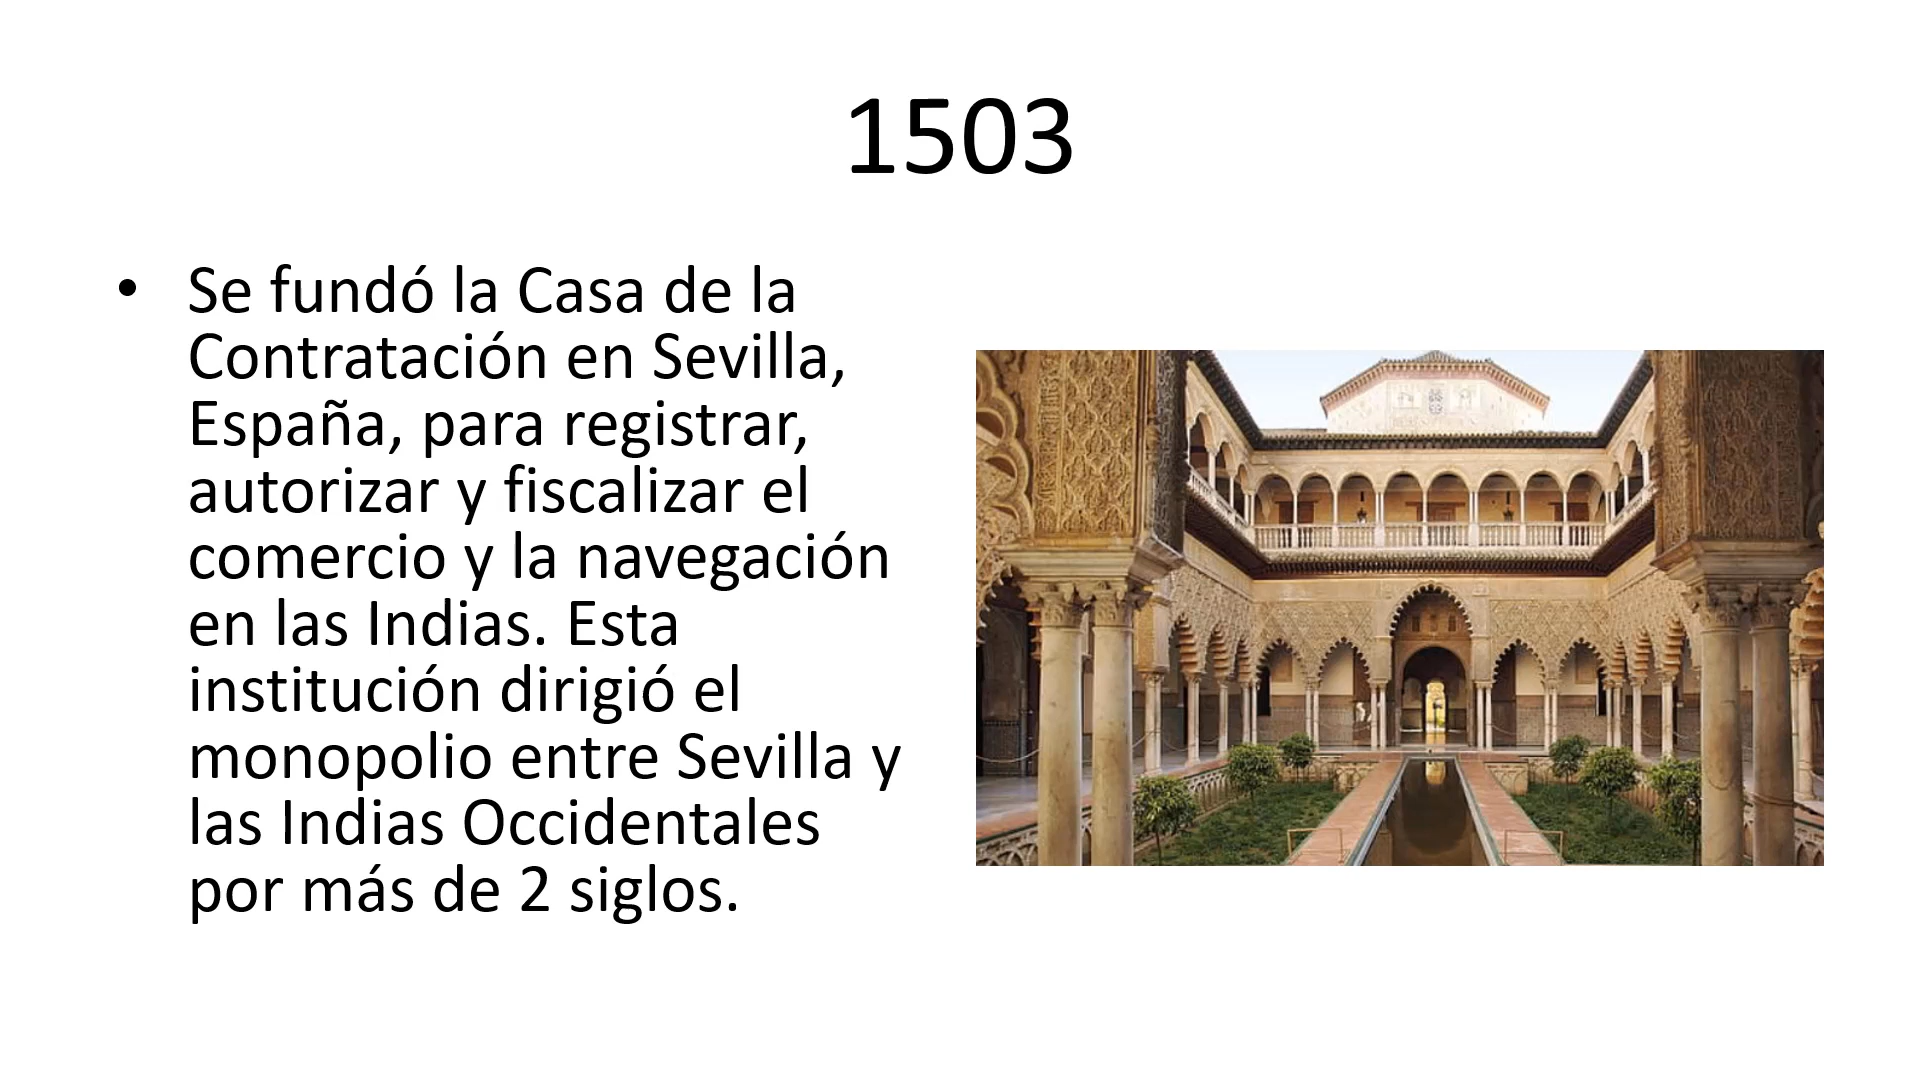 1503
• Se fundó la Casa de la
Contratación en Sevilla,
España, para registrar,
autorizar y fiscalizar el
comercio y la navegación
en las Indias. Esta
institución dirigió el
monopolio entre Sevilla y
las Indias Occidentales
por más de 2 siglos.